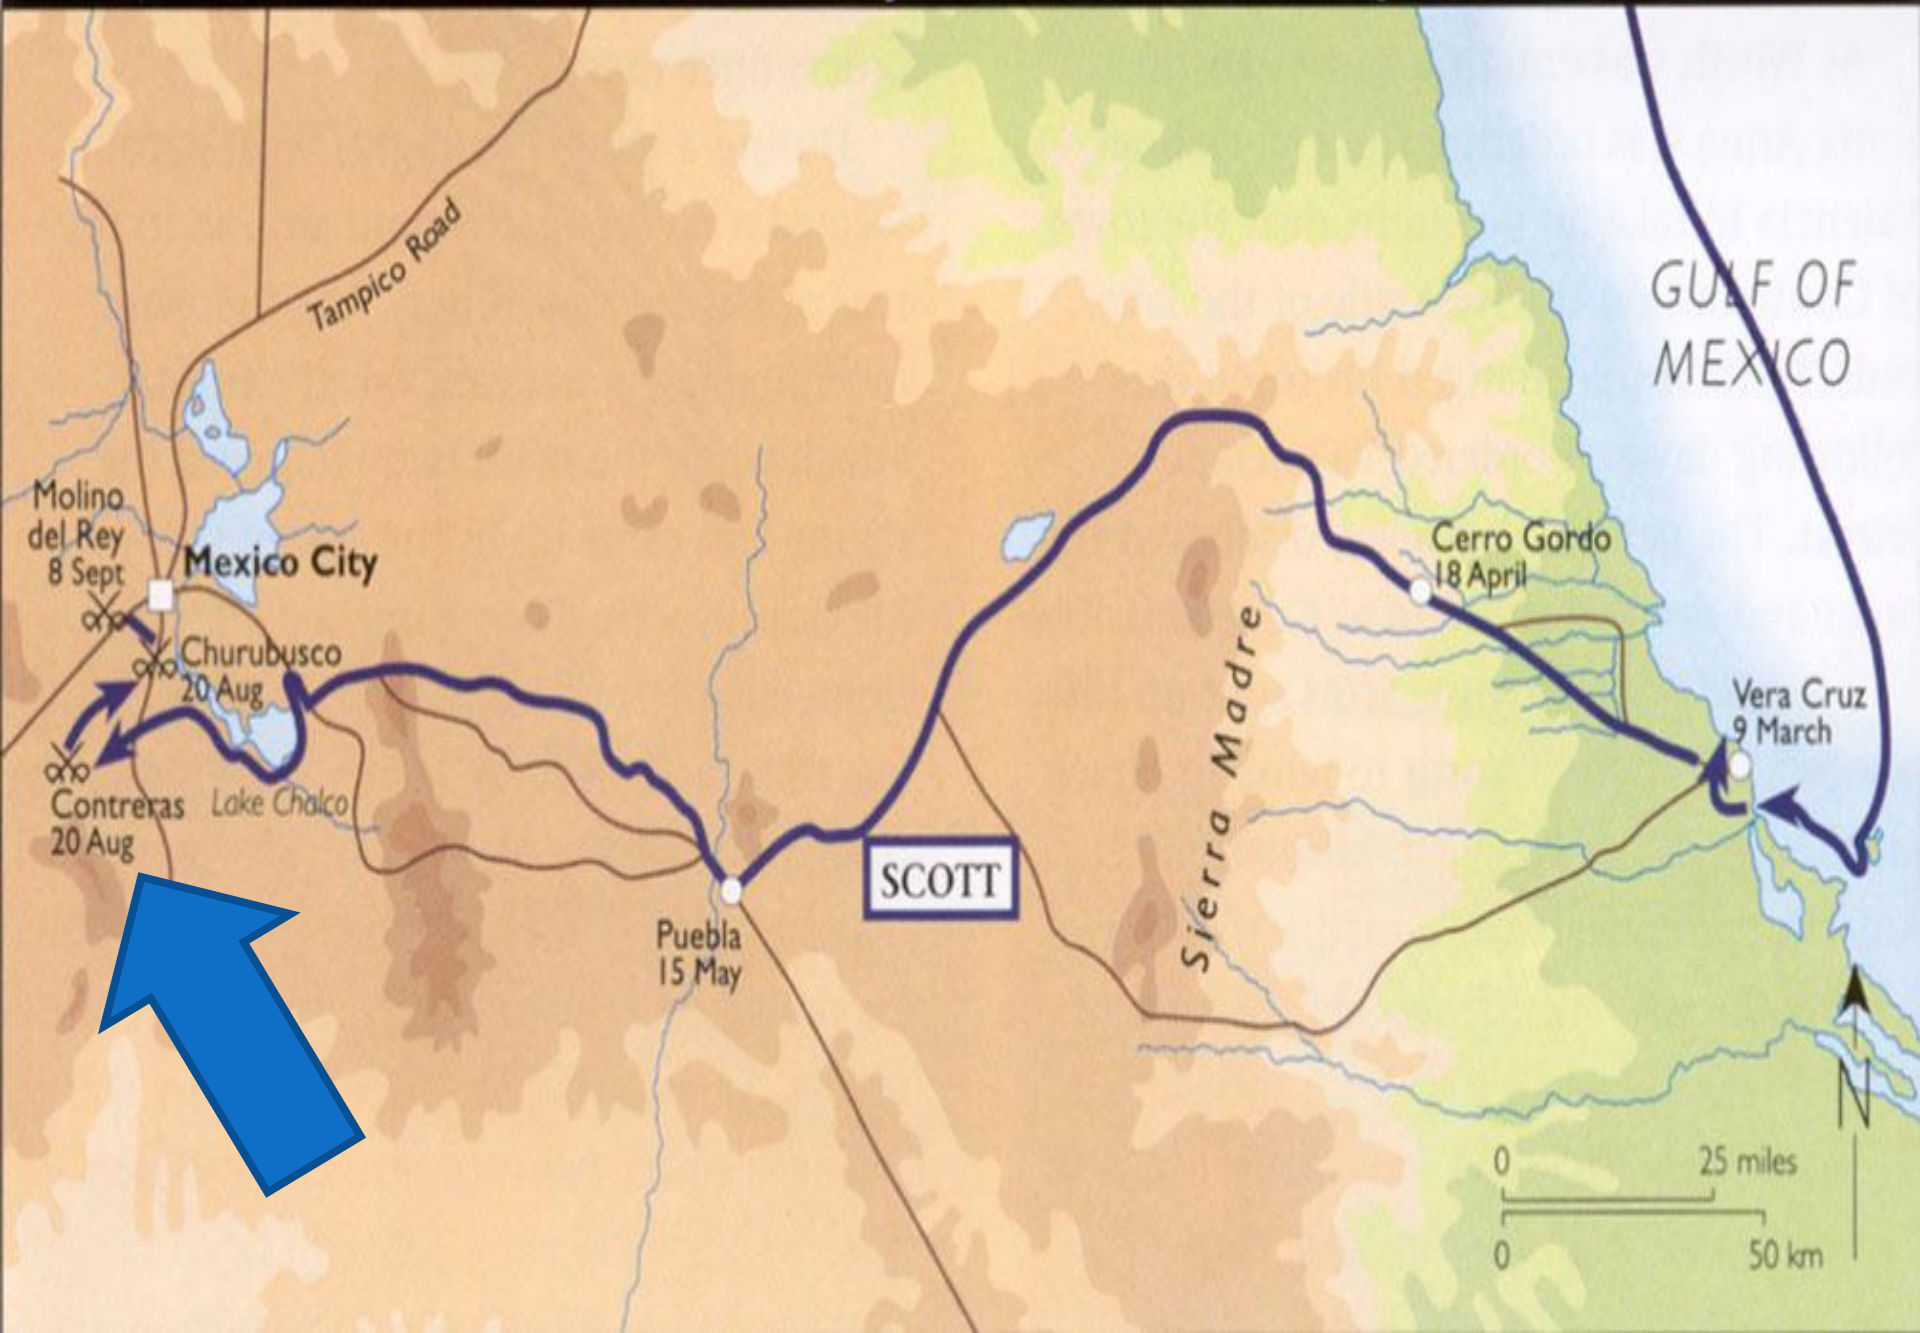 Tampico Road
GULF OF
MEXICO
Molino
del Rey
8 Sept
Mexico City
Cerro Gordo
18 April
Churubusco
20 Aug
Sierra Madre
Vera Cruz
9 March
Contreras
20 Aug
Lake Chalco
SCOTT
Puebla
15 May
N
0
25 miles
0
50 km